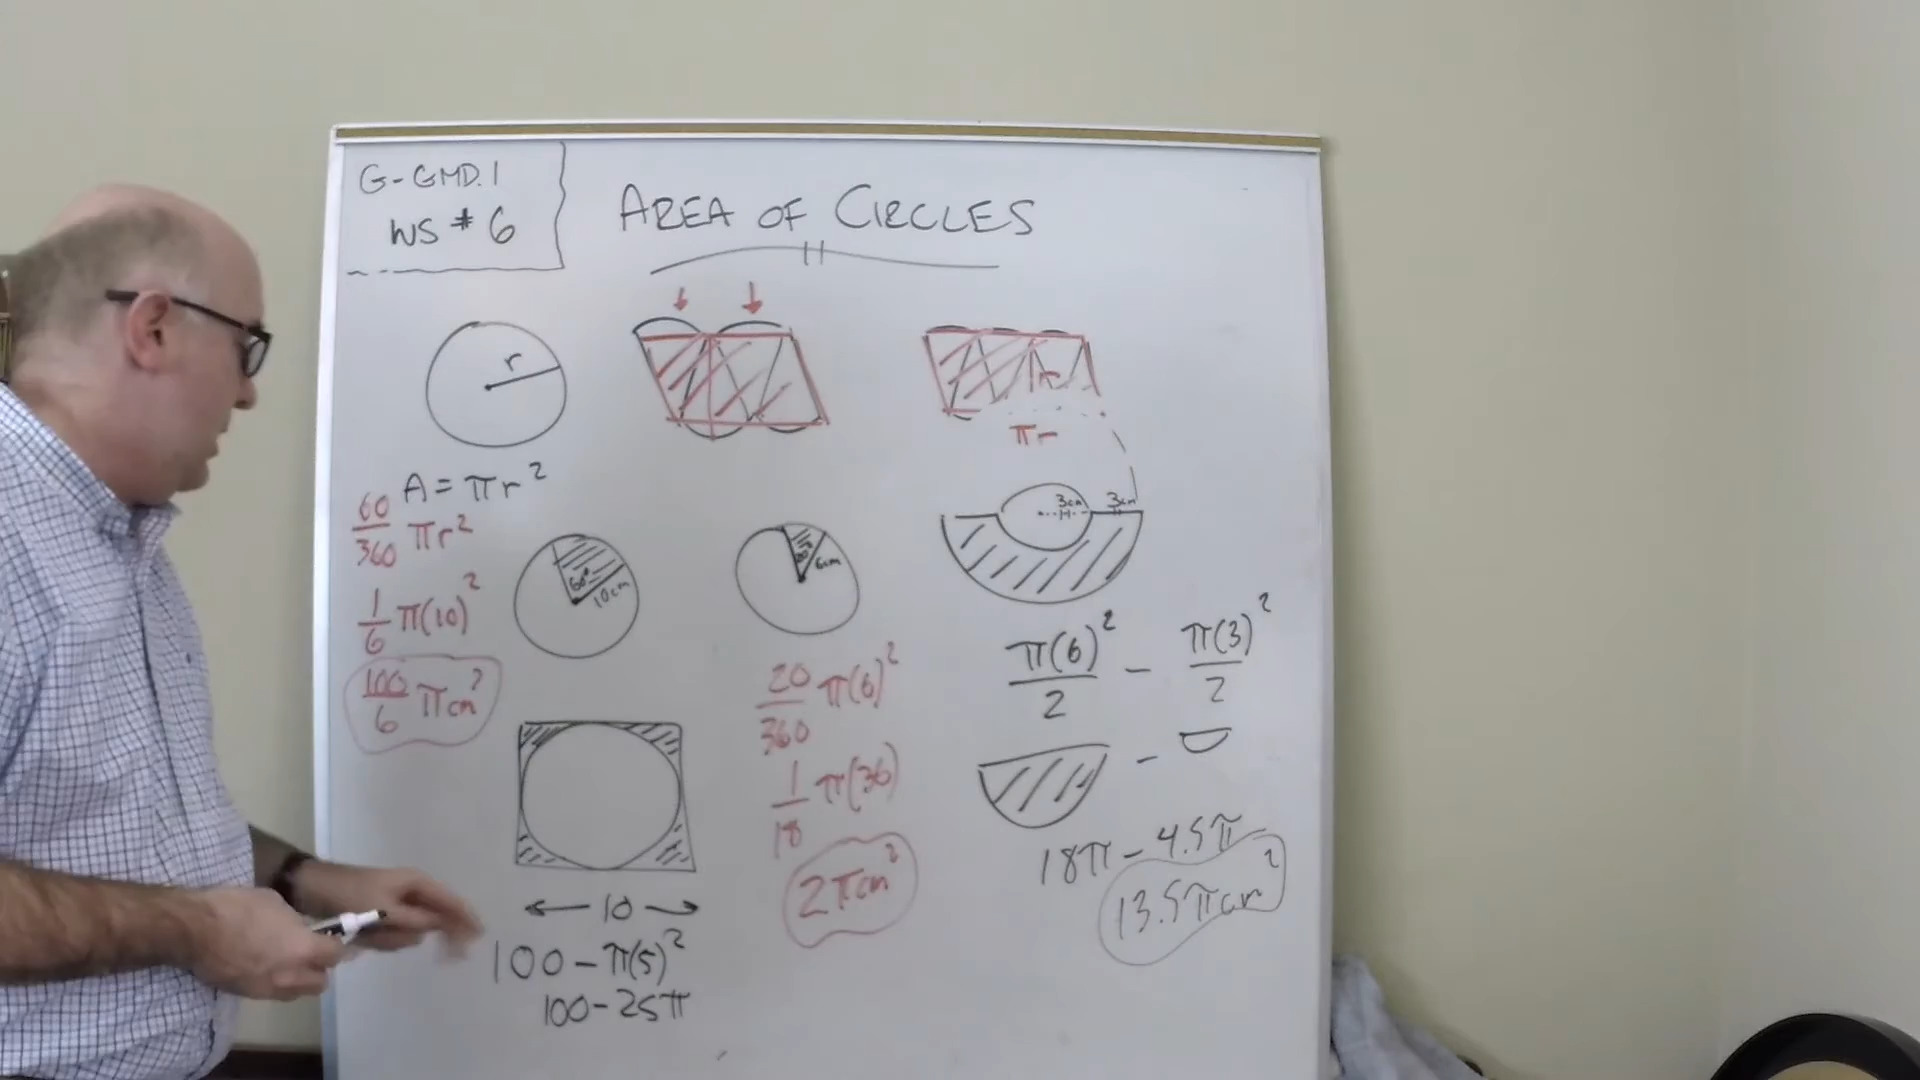 G-GMD.1
WS # 6
AREA OF CIRCLES
r
A = πr²
60/360 πr²
1/6 π(10)²
100/6 πcm²
60°
10cm
20°
6cm
20/360 π(6)²
1/18 π(36)
2πcm²
r
πr
3cm
3cm
π(6)²/2 - π(3)²/2
-
18π - 4.5π
13.5πcm²
← 10 →
100 - π(5)²
100 - 25π